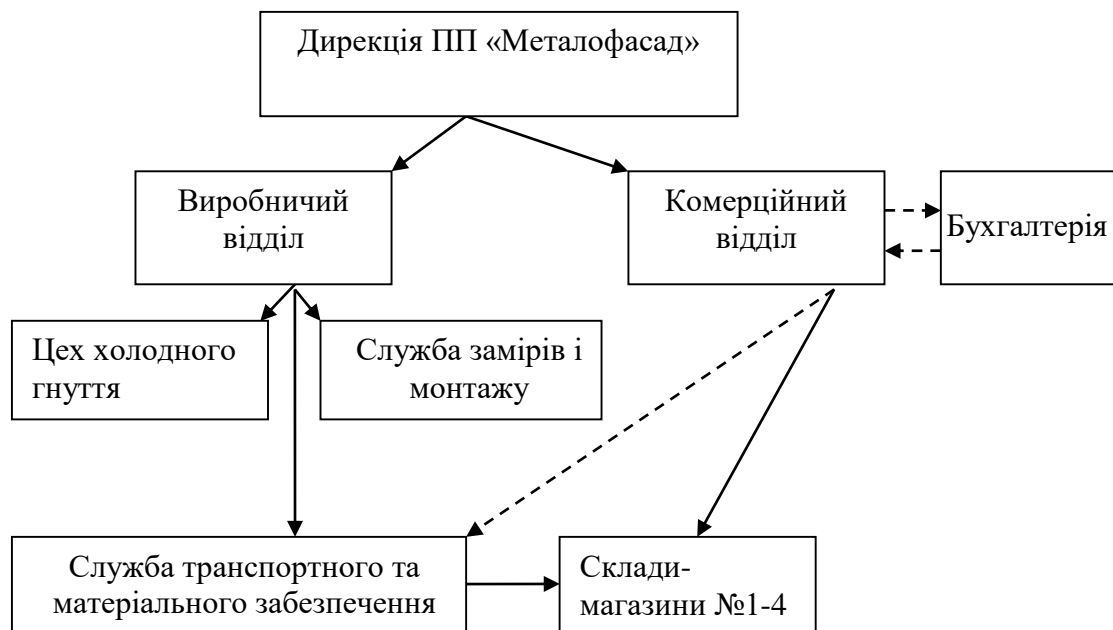 Дирекція ПП «Металофасад»
Виробничий
відділ
Комерційний
відділ
Бухгалтерія
Цех холодного
гнуття
Служба замірів і
монтажу
Служба транспортного та
матеріального забезпечення
Склади-
магазини №1-4